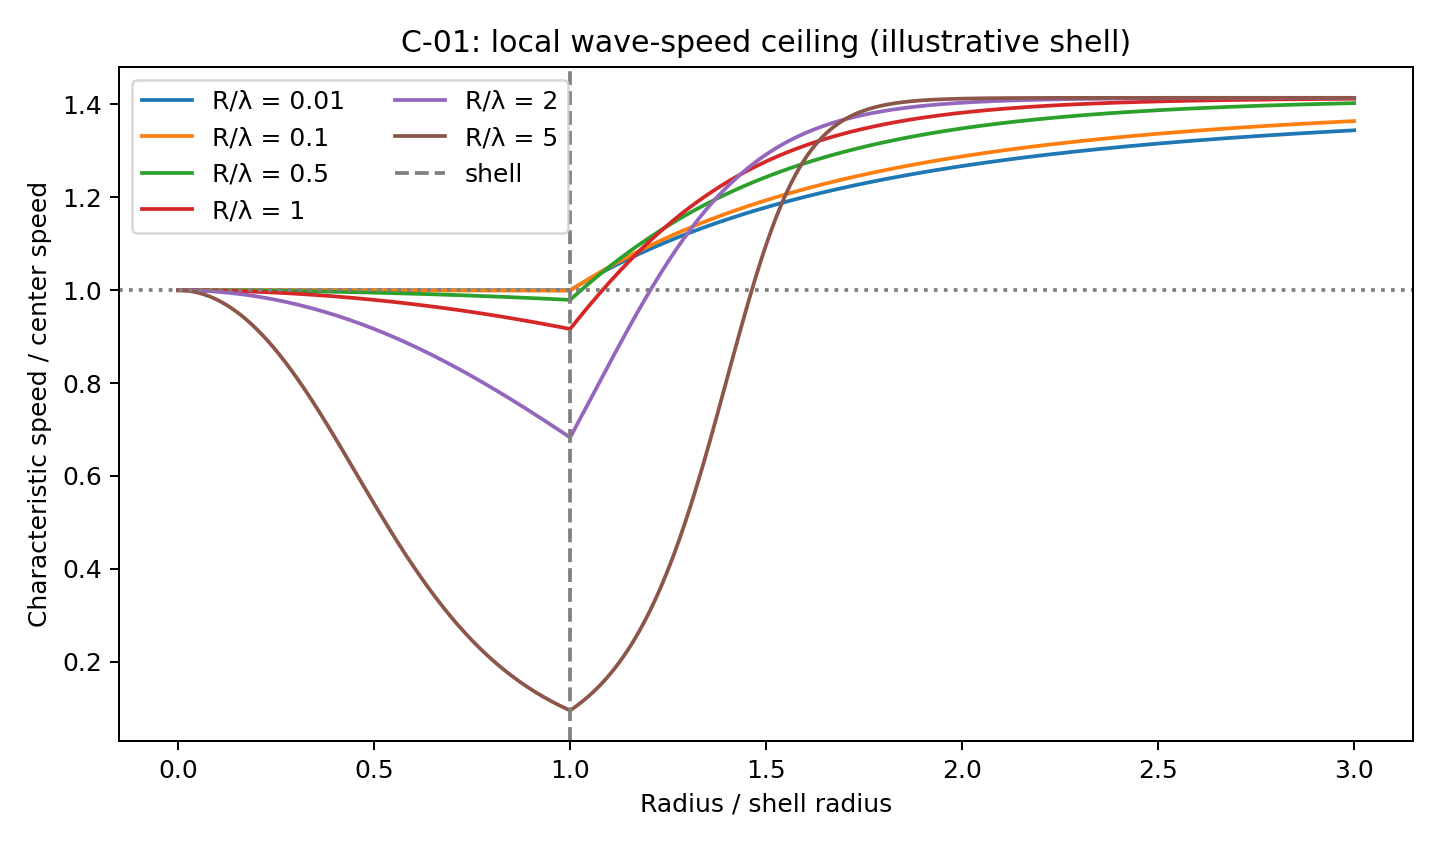 C-01: local wave-speed ceiling (illustrative shell)
R/λ = 0.01
R/λ = 0.1
R/λ = 0.5
R/λ = 1
R/λ = 2
R/λ = 5
shell
Characteristic speed / center speed
1.4
1.2
1.0
0.8
0.6
0.4
0.2
0.0
0.5
1.0
1.5
2.0
2.5
3.0
Radius / shell radius